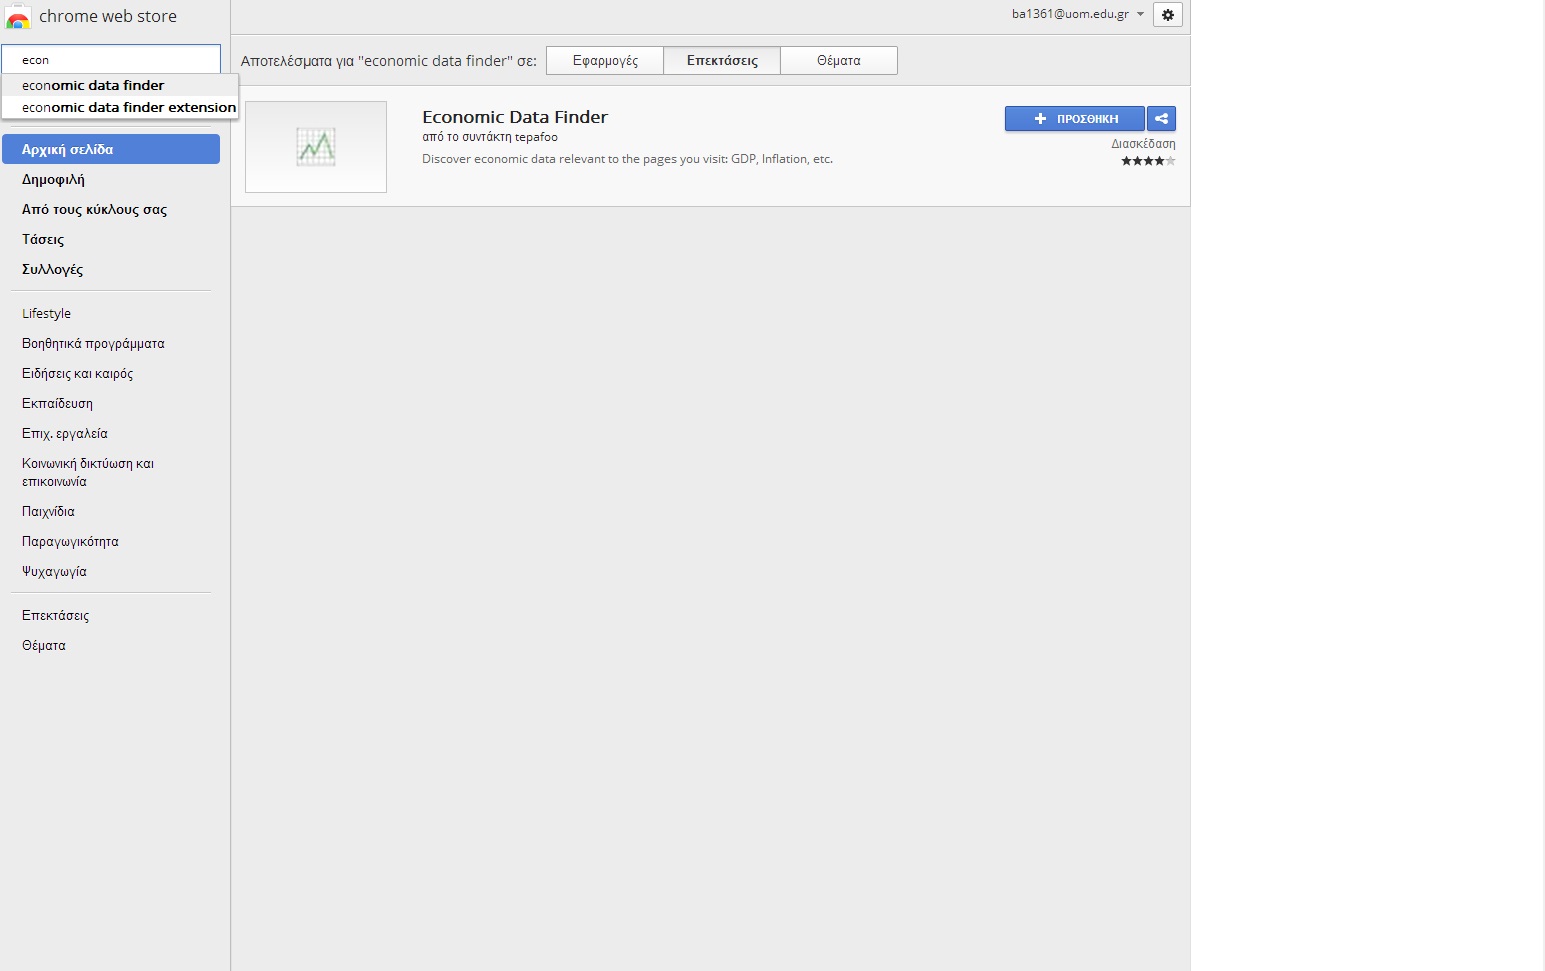 chrome web store
ba1361@uom.edu.gr
econ
economic data finder
economic data finder extension
Αποτελέσματα για "economic data finder" σε:
Εφαρμογές
Επεκτάσεις
Θέματα
Economic Data Finder
από το συντάκτη tepafoo
Discover economic data relevant to the pages you visit: GDP, Inflation, etc.
ΠΡΟΣΘΗΚΗ
Διασκέδαση
Αρχική σελίδα
Δημοφιλή
Από τους κύκλους σας
Τάσεις
Συλλογές
Lifestyle
Βοηθητικά προγράμματα
Ειδήσεις και καιρός
Εκπαίδευση
Επιχ. εργαλεία
Κοινωνική δικτύωση και
επικοινωνία
Παιχνίδια
Παραγωγικότητα
Ψυχαγωγία
Επεκτάσεις
Θέματα